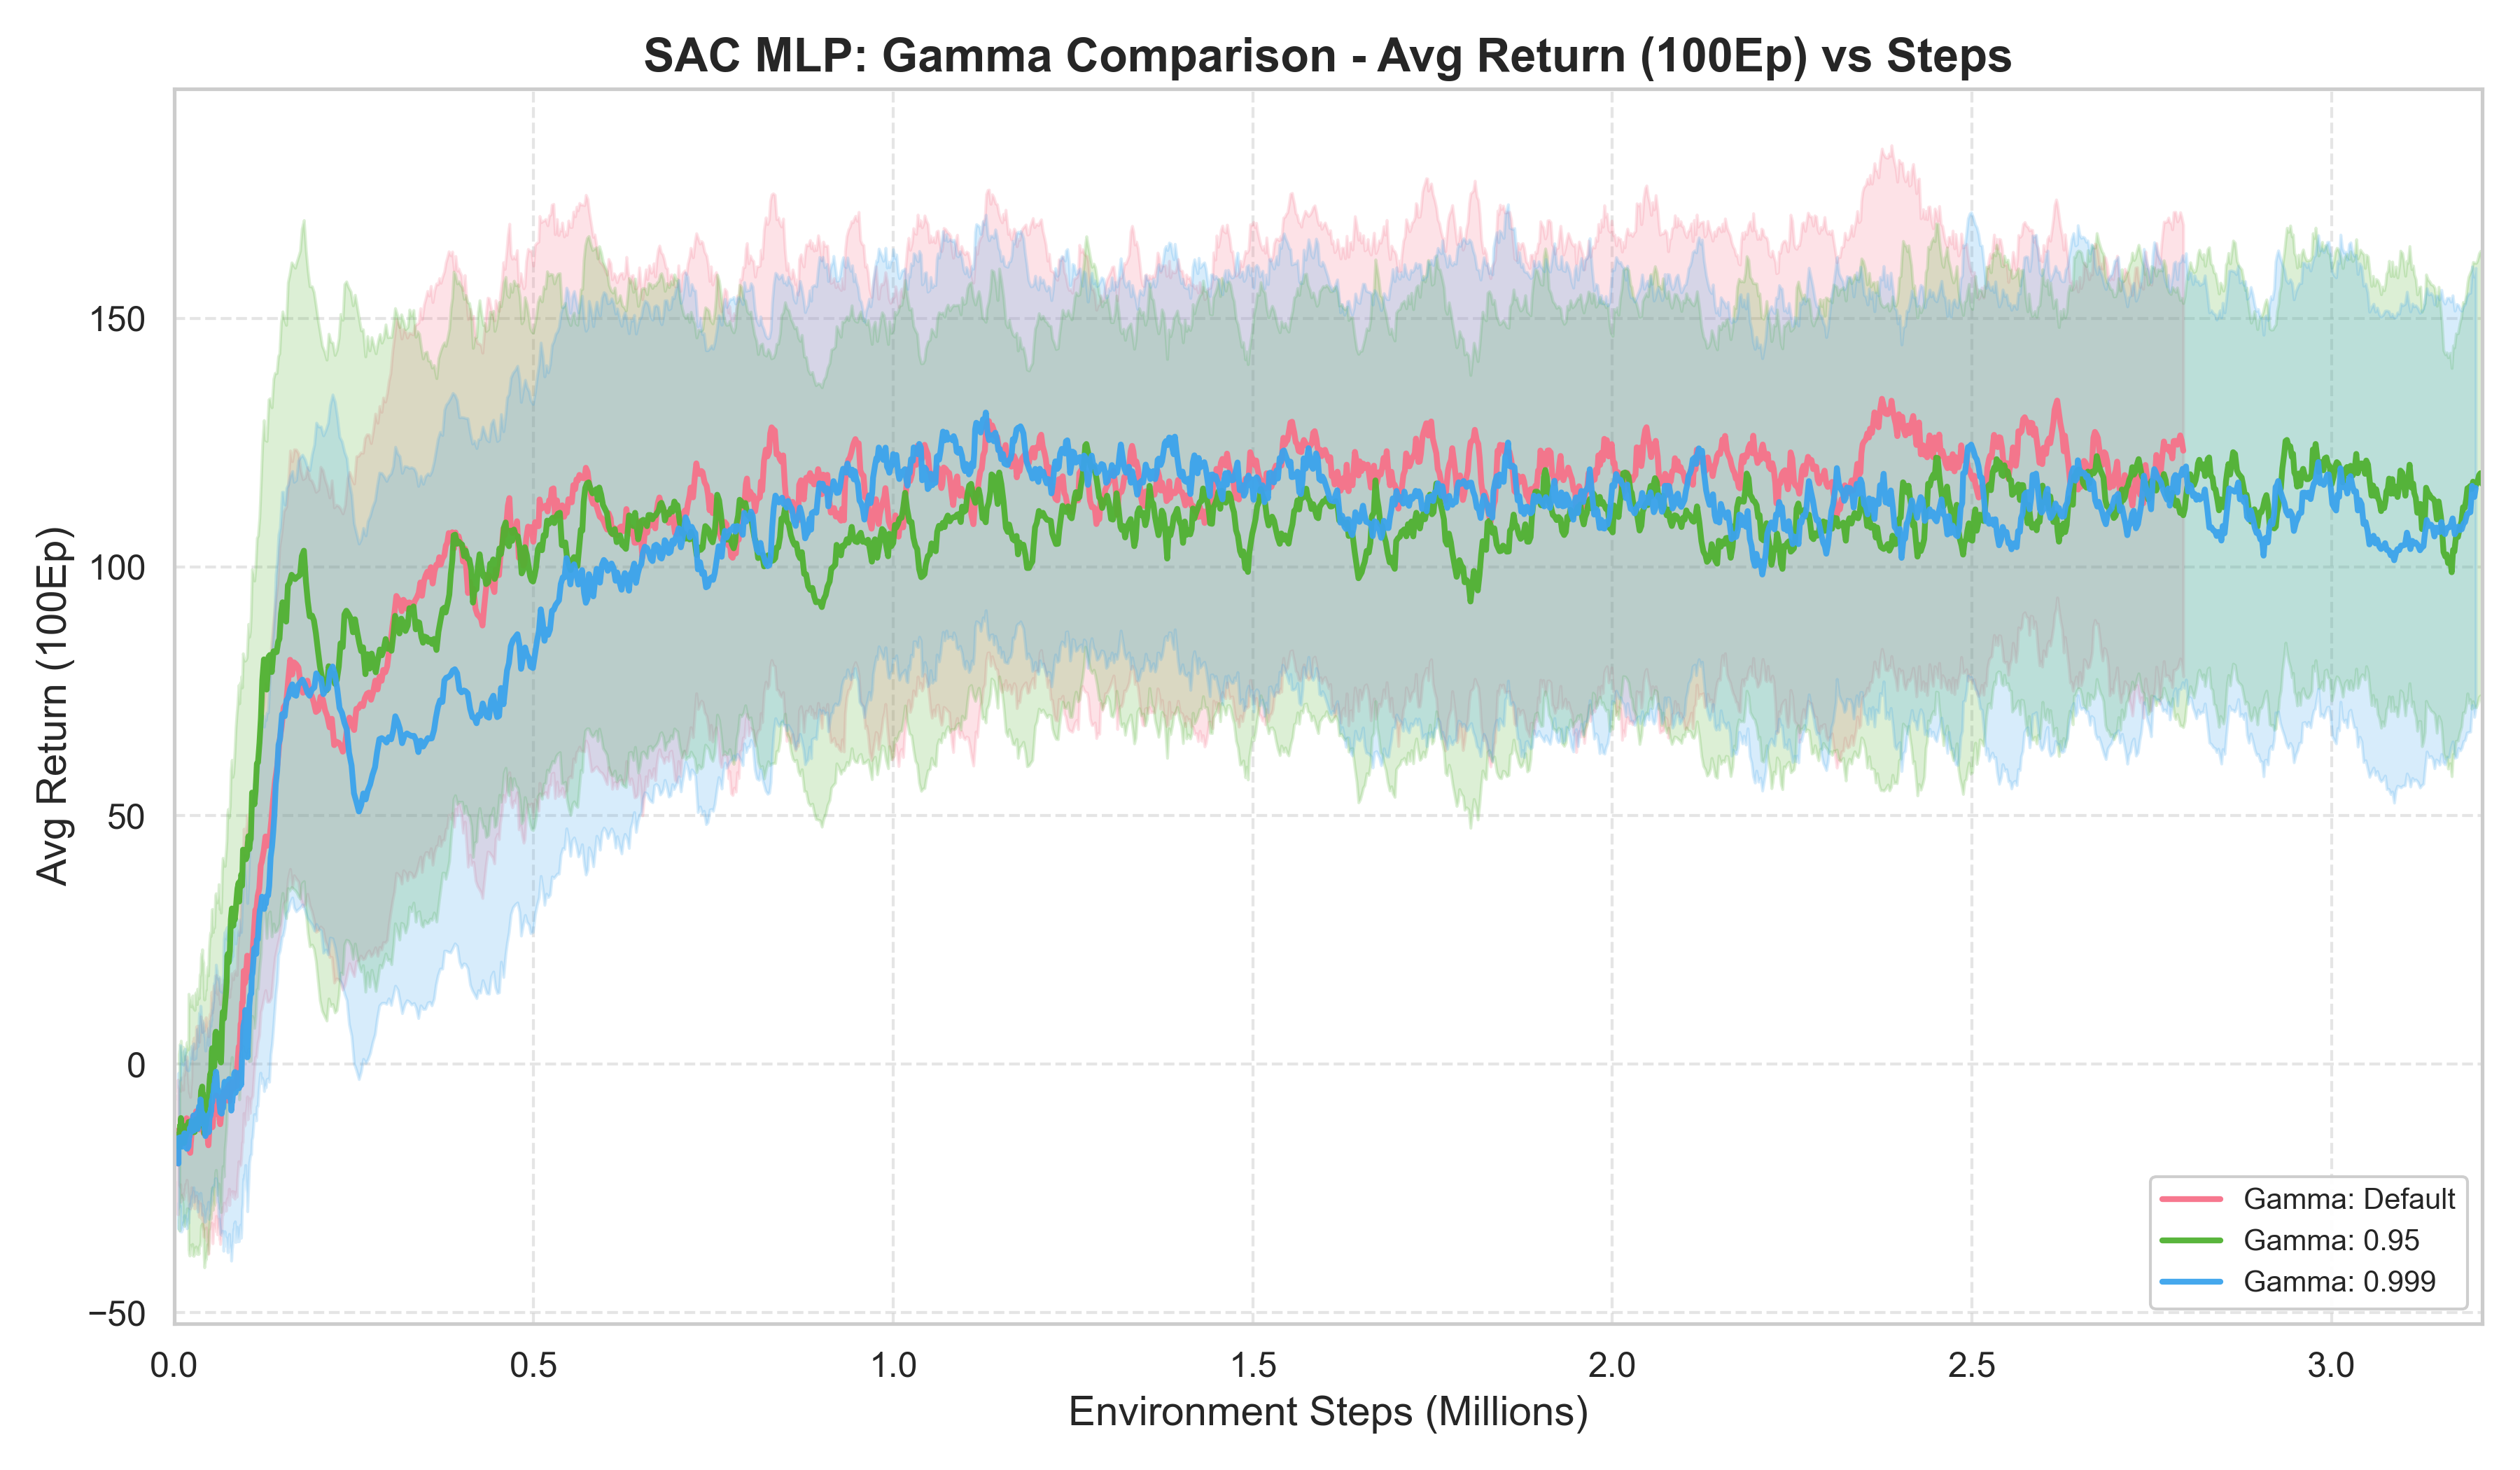 SAC MLP: Gamma Comparison - Avg Return (100Ep) vs Steps
Avg Return (100Ep)
150
100
50
0
−50
0.0 0.5 1.0 1.5 2.0 2.5 3.0
Environment Steps (Millions)
Gamma: Default
Gamma: 0.95
Gamma: 0.999